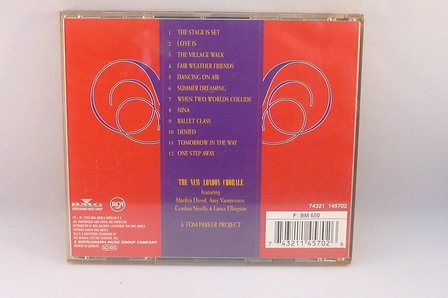 1 THE STAGE IS SET
2 LOVE IS
3 THE VILLAGE WALK
4 FAIR WEATHER FRIENDS
5 DANCING ON AIR
6 SUMMER DREAMING
7 WHEN TWO WORLDS COLLIDE
8 NINA
9 BALLET CLASS
10 DENIED
11 TOMORROW IN THE WAY
12 ONE STEP AWAY
THE NEW LONDON CHORALE
featuring
Marilyn David, Amy Vanmeenen
Gordon Neville & Lance Ellington
A TOM PARKER PROJECT
BMG
RCA
A BERTELSMANN MUSIC GROUP COMPANY
74321 145702
F: BM 650
7 43211 45702 6